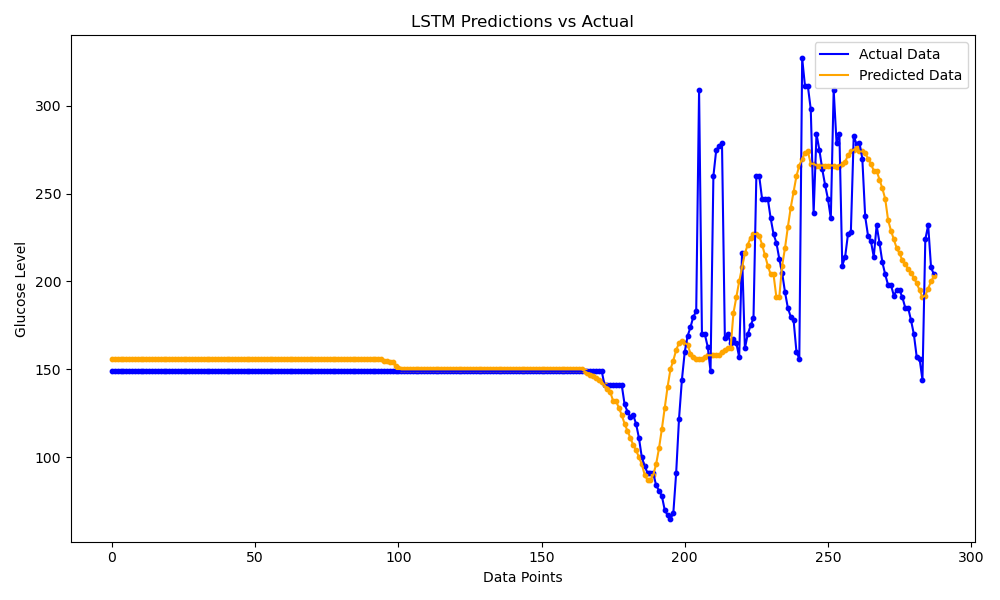 LSTM Predictions vs Actual
Actual Data
Predicted Data
Glucose Level
300
250
200
150
100
0
50
100
150
200
250
300
Data Points